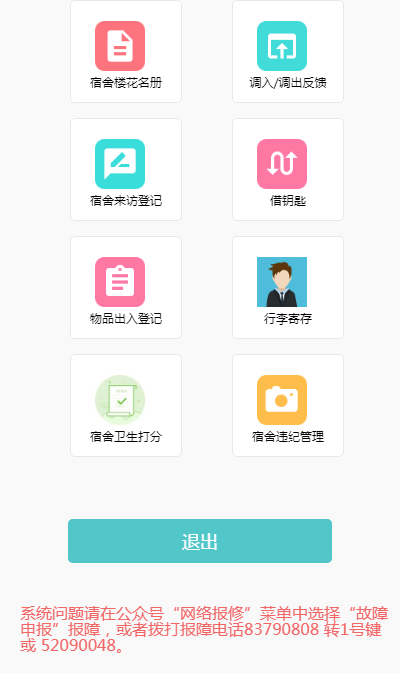 宿舍楼花名册
调入/调出反馈
宿舍来访登记
借钥匙
物品出入登记
行李寄存
宿舍卫生打分
宿舍违纪管理
退出
系统问题请在公众号“网络报修”菜单中选择“故障
申报”报障，或者拨打报障电话83790808 转1号键
或 52090048。